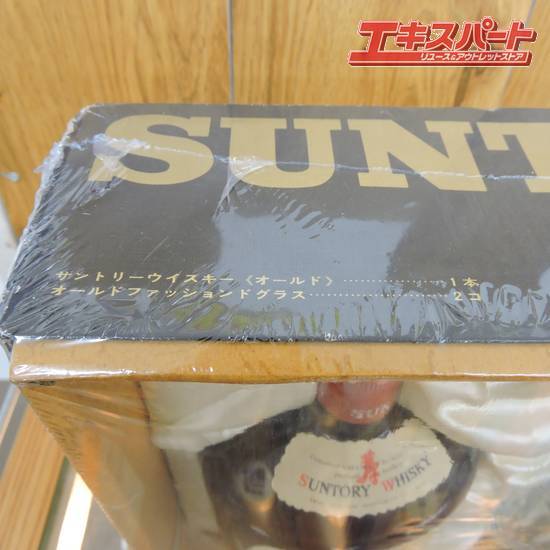 エキスパート
リユース&アウトレットストア
SUNT
サントリーウイスキー〈オールド〉 ………………… 1本
オールドファッションドグラス ………………… 2コ
SUN
寿
SUNTORY WHISKY